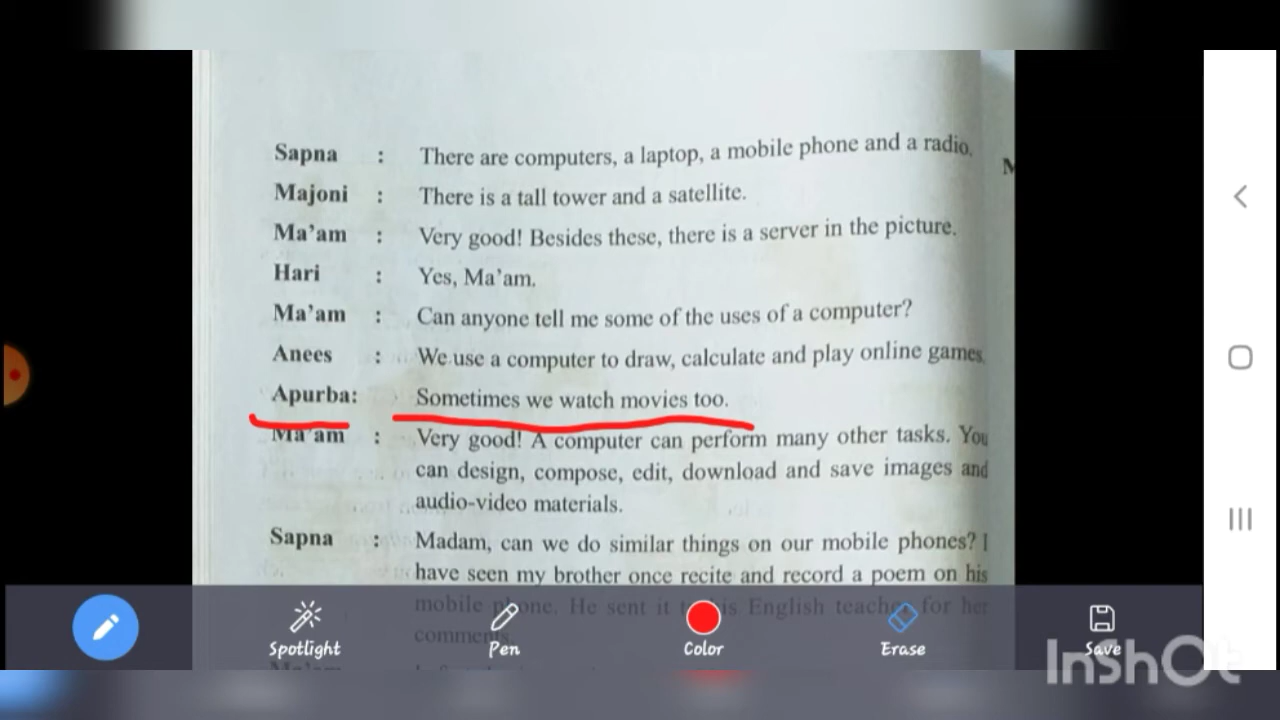 Sapna : There are computers, a laptop, a mobile phone and a radio.
M
Majoni : There is a tall tower and a satellite.
Ma'am : Very good! Besides these, there is a server in the picture.
Hari : Yes, Ma'am.
Ma'am : Can anyone tell me some of the uses of a computer?
Anees : We use a computer to draw, calculate and play online games.
Apurba: Sometimes we watch movies too.
Ma'am : Very good! A computer can perform many other tasks. You
can design, compose, edit, download and save images and
audio-video materials.
Sapna : Madam, can we do similar things on our mobile phones? I
have seen my brother once recite and record a poem on his
mobile phone. He sent it to his English teacher for her
comments.
Ma'am
Spotlight Pen Color Erase Save
InShOt